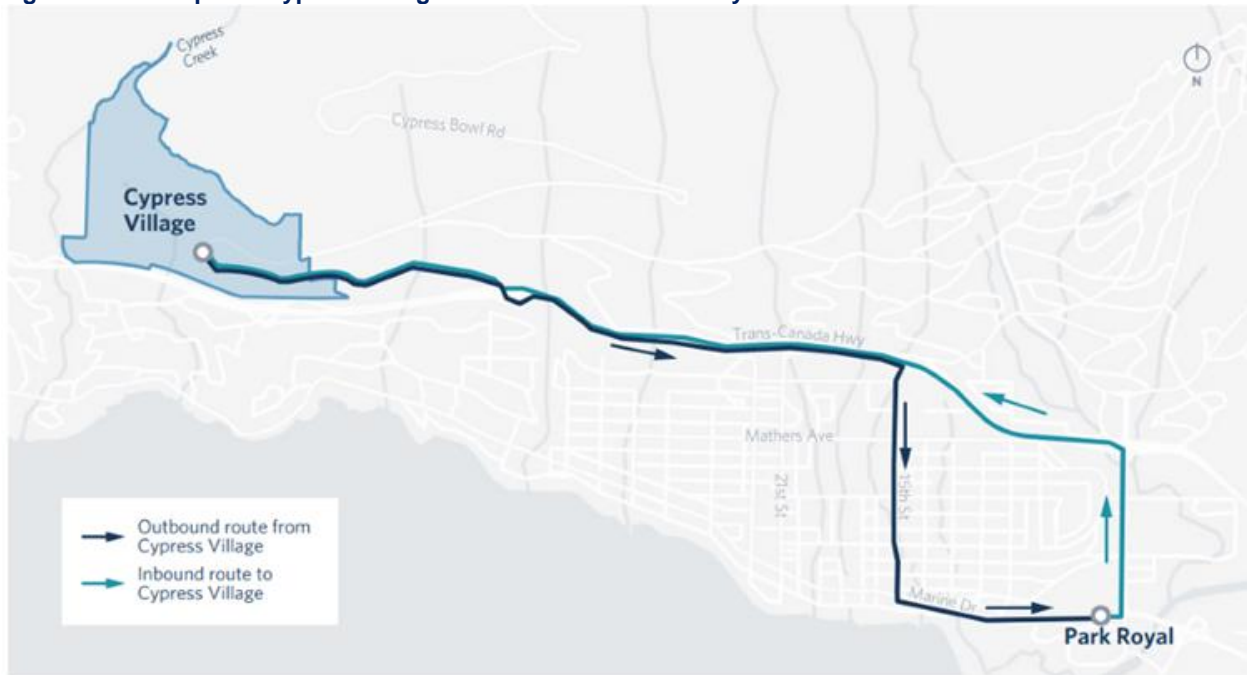 Cypress
Creek
N
Cypress Bowl Rd
Cypress
Village
Trans-Canada Hwy
Mathers Ave
21st St
15th St
Outbound route from
Cypress Village
Inbound route to
Cypress Village
Marine Dr
Park Royal